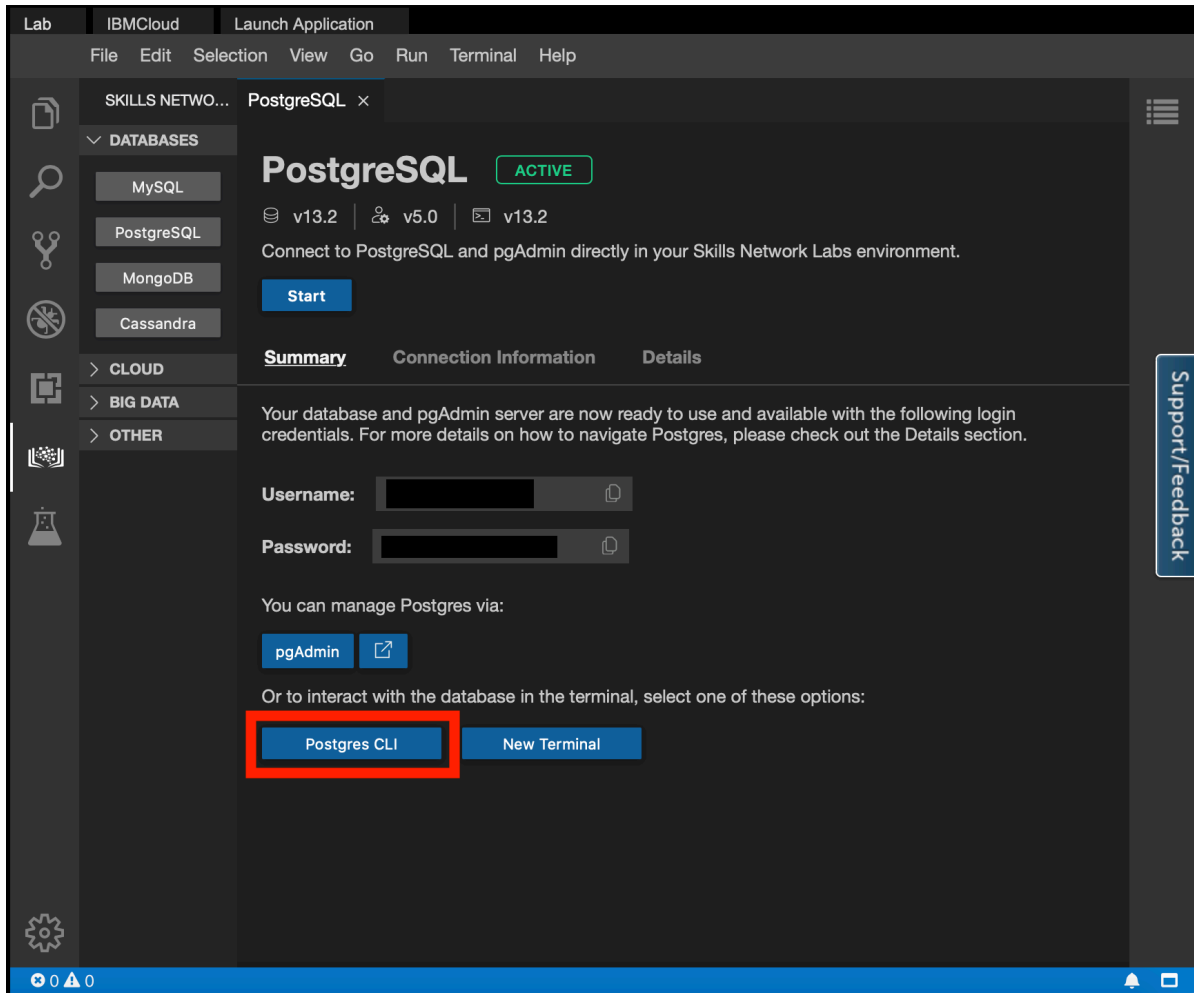 Lab IBMCloud Launch Application
File Edit Selection View Go Run Terminal Help
SKILLS NETWO... PostgreSQL ×
DATABASES
MySQL
PostgreSQL
MongoDB
Cassandra
CLOUD
BIG DATA
OTHER
PostgreSQL ACTIVE
v13.2 v5.0 v13.2
Connect to PostgreSQL and pgAdmin directly in your Skills Network Labs environment.
Start
Summary Connection Information Details
Your database and pgAdmin server are now ready to use and available with the following login
credentials. For more details on how to navigate Postgres, please check out the Details section.
Username:
Password:
You can manage Postgres via:
pgAdmin
Or to interact with the database in the terminal, select one of these options:
Postgres CLI New Terminal
Support/Feedback
0 0